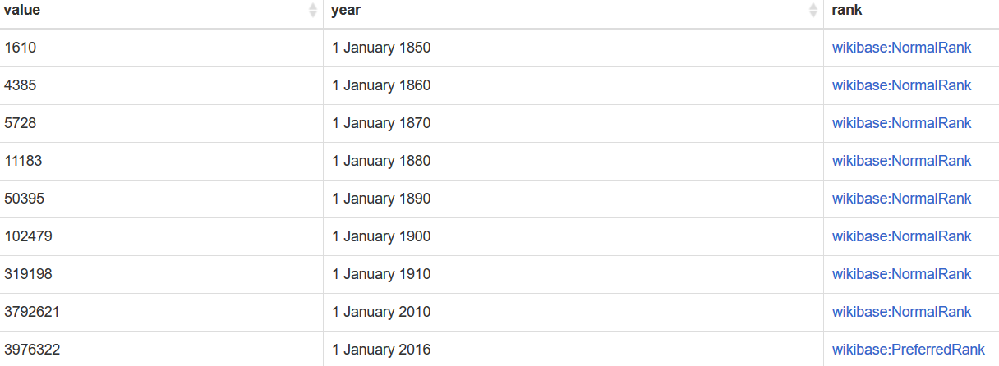 value year rank
1610 1 January 1850 wikibase:NormalRank
4385 1 January 1860 wikibase:NormalRank
5728 1 January 1870 wikibase:NormalRank
11183 1 January 1880 wikibase:NormalRank
50395 1 January 1890 wikibase:NormalRank
102479 1 January 1900 wikibase:NormalRank
319198 1 January 1910 wikibase:NormalRank
3792621 1 January 2010 wikibase:NormalRank
3976322 1 January 2016 wikibase:PreferredRank